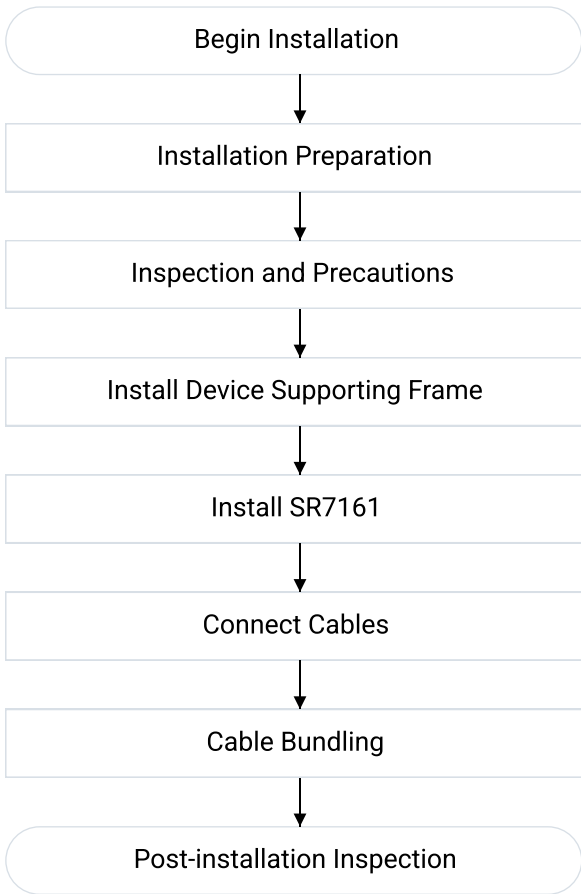 Begin Installation
Installation Preparation
Inspection and Precautions
Install Device Supporting Frame
Install SR7161
Connect Cables
Cable Bundling
Post-installation Inspection